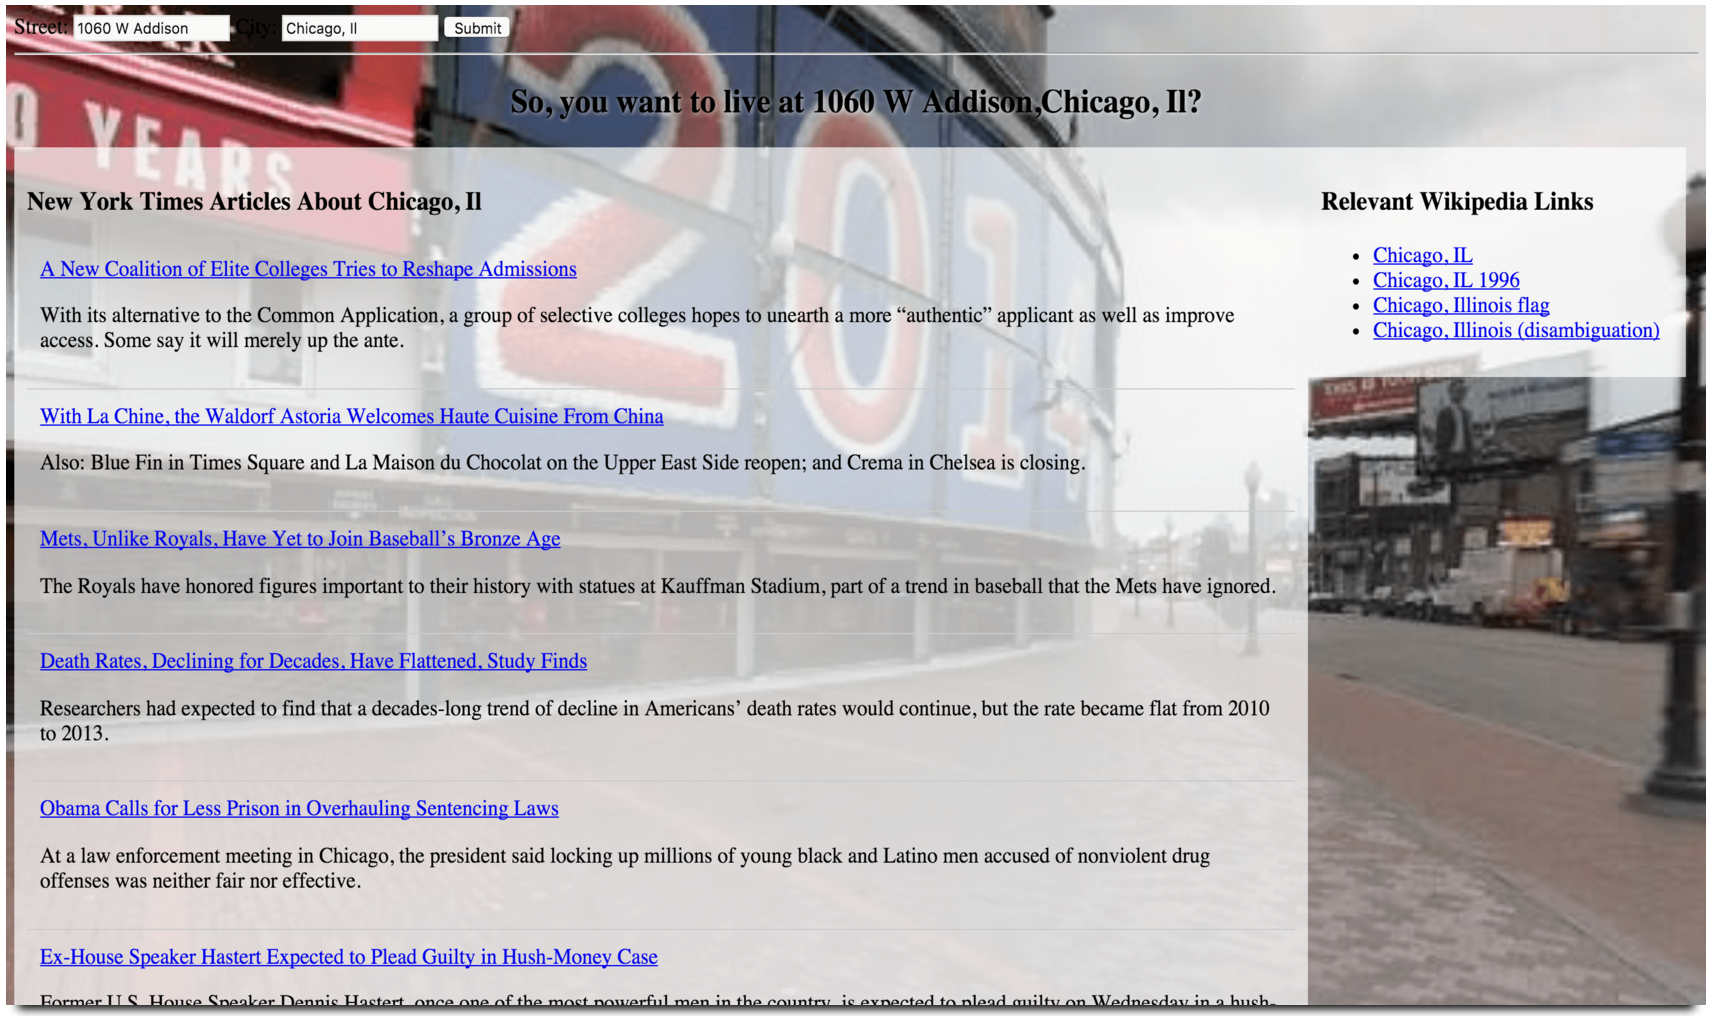 Street: 1060 W Addison City: Chicago, Il Submit
So, you want to live at 1060 W Addison,Chicago, Il?
YEARS
201
New York Times Articles About Chicago, Il
A New Coalition of Elite Colleges Tries to Reshape Admissions
With its alternative to the Common Application, a group of selective colleges hopes to unearth a more “authentic” applicant as well as improve
access. Some say it will merely up the ante.
With La Chine, the Waldorf Astoria Welcomes Haute Cuisine From China
Also: Blue Fin in Times Square and La Maison du Chocolat on the Upper East Side reopen; and Crema in Chelsea is closing.
Mets, Unlike Royals, Have Yet to Join Baseball’s Bronze Age
The Royals have honored figures important to their history with statues at Kauffman Stadium, part of a trend in baseball that the Mets have ignored.
Death Rates, Declining for Decades, Have Flattened, Study Finds
Researchers had expected to find that a decades-long trend of decline in Americans’ death rates would continue, but the rate became flat from 2010
to 2013.
Obama Calls for Less Prison in Overhauling Sentencing Laws
At a law enforcement meeting in Chicago, the president said locking up millions of young black and Latino men accused of nonviolent drug
offenses was neither fair nor effective.
Ex-House Speaker Hastert Expected to Plead Guilty in Hush-Money Case
Former U.S. House Speaker Dennis Hastert, once one of the most powerful men in the country, is expected to plead guilty on Wednesday in a hush-
Relevant Wikipedia Links
Chicago, IL
Chicago, IL 1996
Chicago, Illinois flag
Chicago, Illinois (disambiguation)
THIS IS YOUR